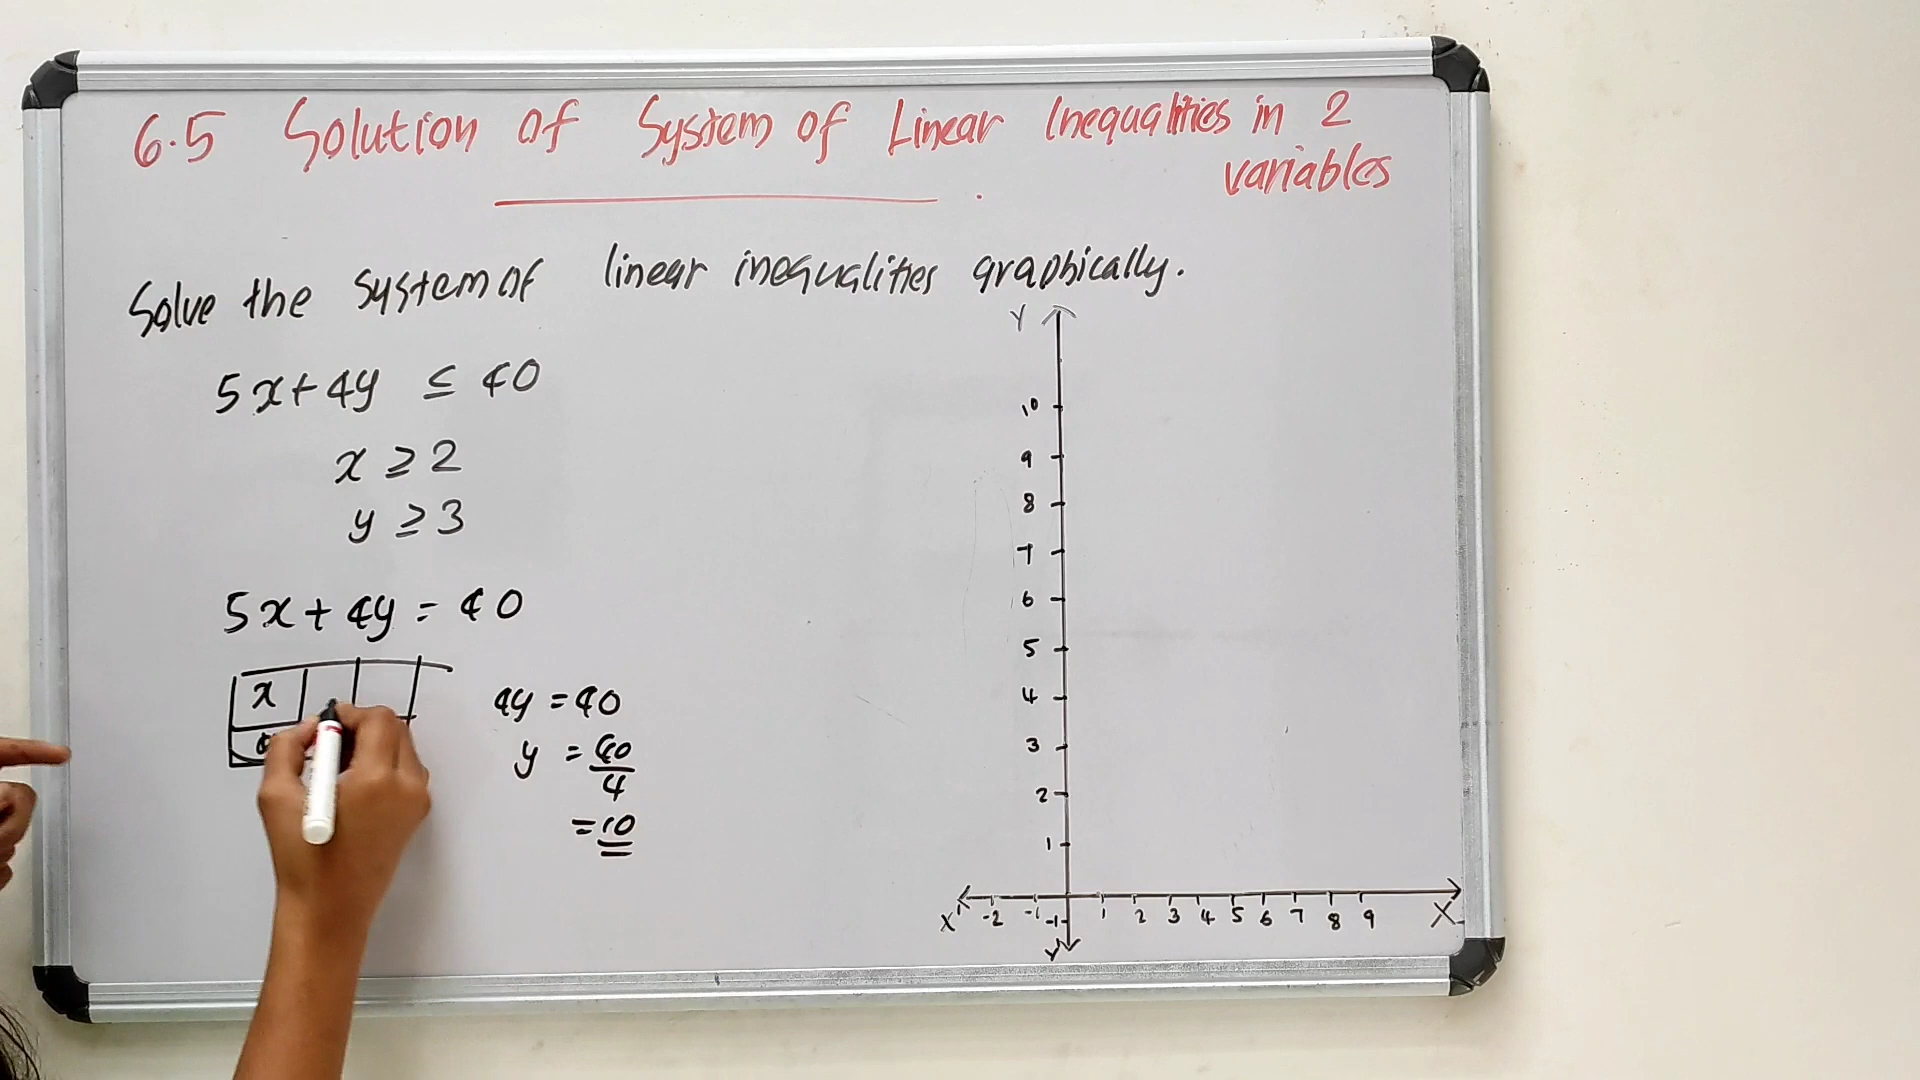 6.5 Solution of System of Linear Inequalities in 2
variables
Solve the system of linear inequalities graphically.
5x+4y ≤ 40
x ≥ 2
y ≥ 3
5x + 4y = 40
x
4y = 40
y = 40/4
= 10
Y
10
9
8
7
6
5
4
3
2
1
X' -2 -1 1 2 3 4 5 6 7 8 9 X
-1
Y'